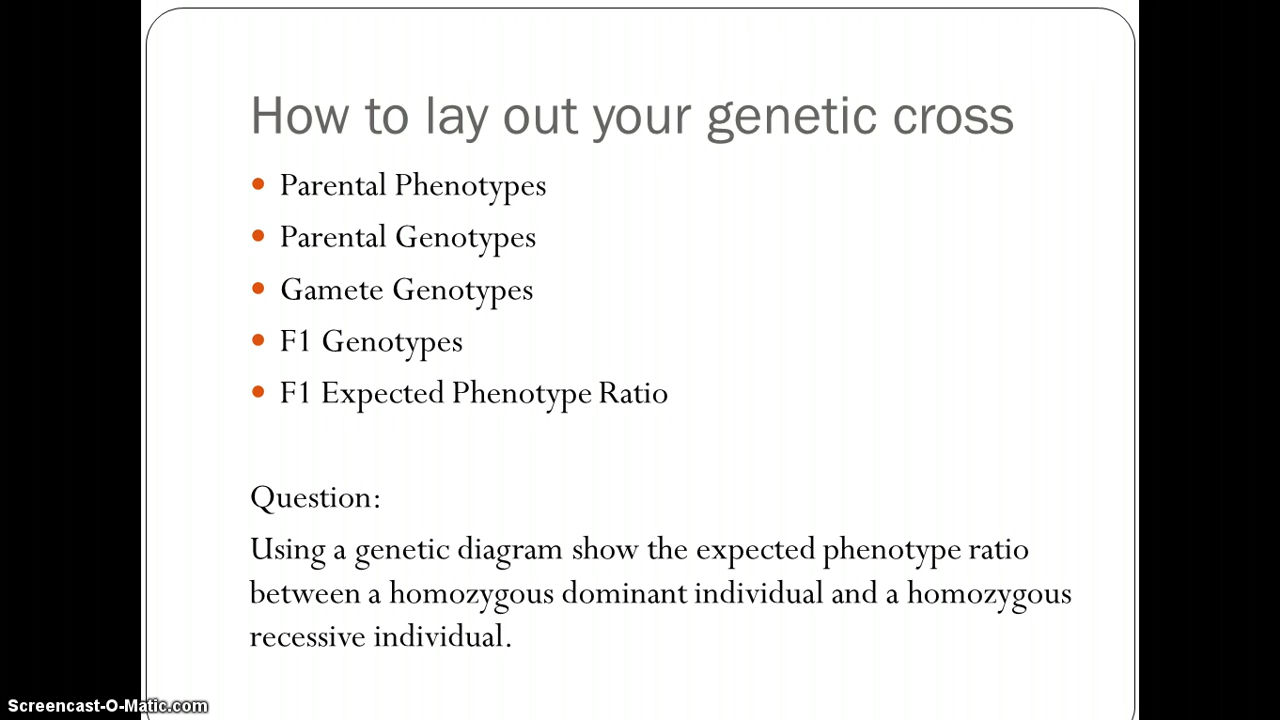 How to lay out your genetic cross
Parental Phenotypes
Parental Genotypes
Gamete Genotypes
F1 Genotypes
F1 Expected Phenotype Ratio
Question:
Using a genetic diagram show the expected phenotype ratio
between a homozygous dominant individual and a homozygous
recessive individual.
Screencast-O-Matic.com